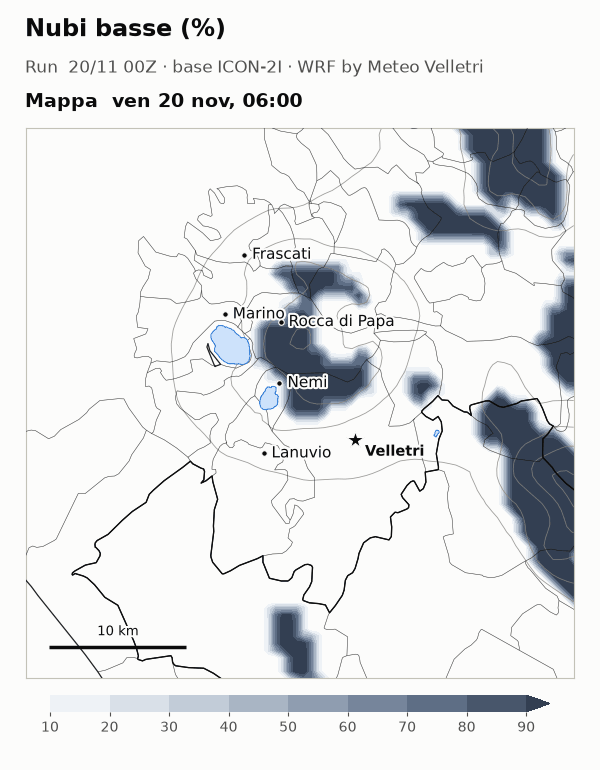 Nubi basse (%)
Run  20/11 00Z · base ICON-2I · WRF by Meteo Velletri
Mappa  ven 20 nov, 06:00
Frascati
Marino
Rocca di Papa
Nemi
Velletri
Lanuvio
10 km
10 20 30 40 50 60 70 80 90